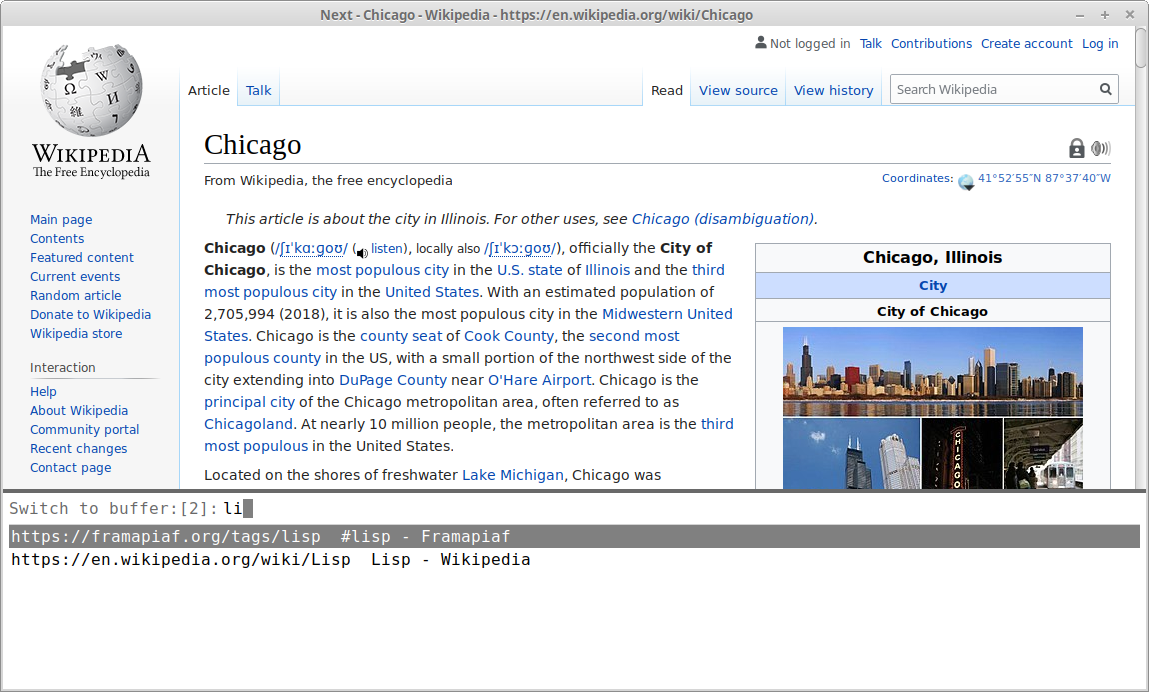 Next - Chicago - Wikipedia - https://en.wikipedia.org/wiki/Chicago
Not logged in Talk Contributions Create account Log in
Article Talk Read View source View history Search Wikipedia
WIKIPEDIA
The Free Encyclopedia
Main page
Contents
Featured content
Current events
Random article
Donate to Wikipedia
Wikipedia store
Interaction
Help
About Wikipedia
Community portal
Recent changes
Contact page
Chicago
From Wikipedia, the free encyclopedia
Coordinates: 41°52′55″N 87°37′40″W
This article is about the city in Illinois. For other uses, see Chicago (disambiguation).
Chicago (/ʃɪˈkɑːɡoʊ/ (listen), locally also /ʃɪˈkɔːɡoʊ/), officially the City of
Chicago, is the most populous city in the U.S. state of Illinois and the third
most populous city in the United States. With an estimated population of
2,705,994 (2018), it is also the most populous city in the Midwestern United
States. Chicago is the county seat of Cook County, the second most
populous county in the US, with a small portion of the northwest side of the
city extending into DuPage County near O'Hare Airport. Chicago is the
principal city of the Chicago metropolitan area, often referred to as
Chicagoland. At nearly 10 million people, the metropolitan area is the third
most populous in the United States.
Located on the shores of freshwater Lake Michigan, Chicago was
Chicago, Illinois
City
City of Chicago
CHICAGO
Switch to buffer:[2]: li
https://framapiaf.org/tags/lisp #lisp - Framapiaf
https://en.wikipedia.org/wiki/Lisp Lisp - Wikipedia